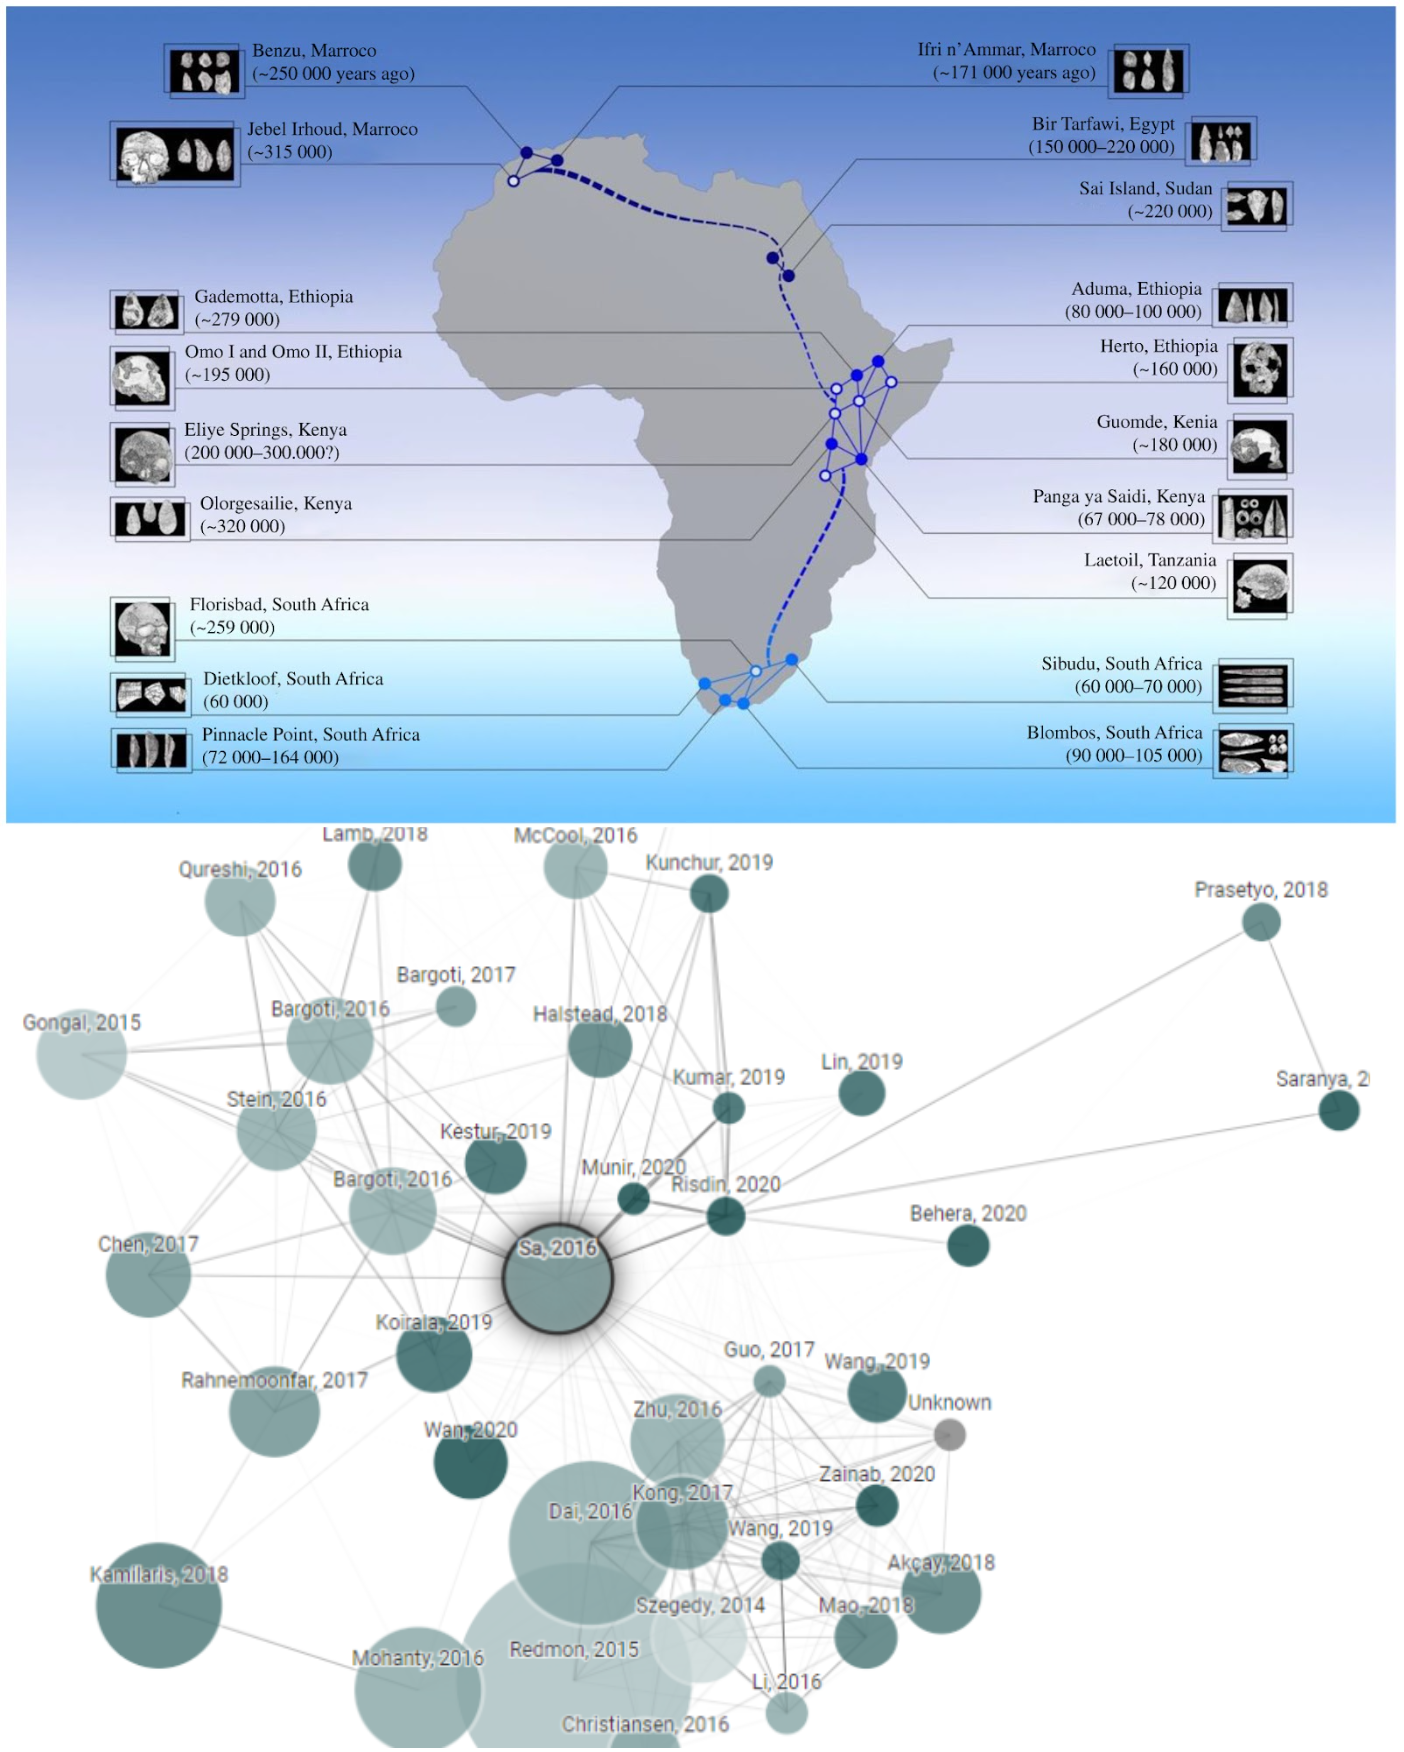 Benzu, Marroco
(~250 000 years ago)
Ifri n’Ammar, Marroco
(~171 000 years ago)
Jebel Irhoud, Marroco
(~315 000)
Bir Tarfawi, Egypt
(150 000–220 000)
Sai Island, Sudan
(~220 000)
Gademotta, Ethiopia
(~279 000)
Aduma, Ethiopia
(80 000–100 000)
Omo I and Omo II, Ethiopia
(~195 000)
Herto, Ethiopia
(~160 000)
Eliye Springs, Kenya
(200 000–300.000?)
Guomde, Kenia
(~180 000)
Olorgesailie, Kenya
(~320 000)
Panga ya Saidi, Kenya
(67 000–78 000)
Laetoil, Tanzania
(~120 000)
Florisbad, South Africa
(~259 000)
Dietkloof, South Africa
(60 000)
Sibudu, South Africa
(60 000–70 000)
Pinnacle Point, South Africa
(72 000–164 000)
Blombos, South Africa
(90 000–105 000)
Lamb, 2018
McCool, 2016
Qureshi, 2016
Kunchur, 2019
Prasetyo, 2018
Bargoti, 2017
Bargoti, 2016
Halstead, 2018
Gongal, 2015
Lin, 2019
Kumar, 2019
Saranya, 2
Stein, 2016
Kestur, 2019
Munir, 2020
Bargoti, 2016
Risdin, 2020
Behera, 2020
Chen, 2017
Sa, 2016
Koirala, 2019
Guo, 2017
Wang, 2019
Rahnemoonfar, 2017
Unknown
Zhu, 2016
Wan, 2020
Zainab, 2020
Kong, 2017
Dai, 2016
Wang, 2019
Akçay, 2018
Kamilaris, 2018
Szegedy, 2014
Mao, 2018
Redmon, 2015
Mohanty, 2016
Li, 2016
Christiansen, 2016